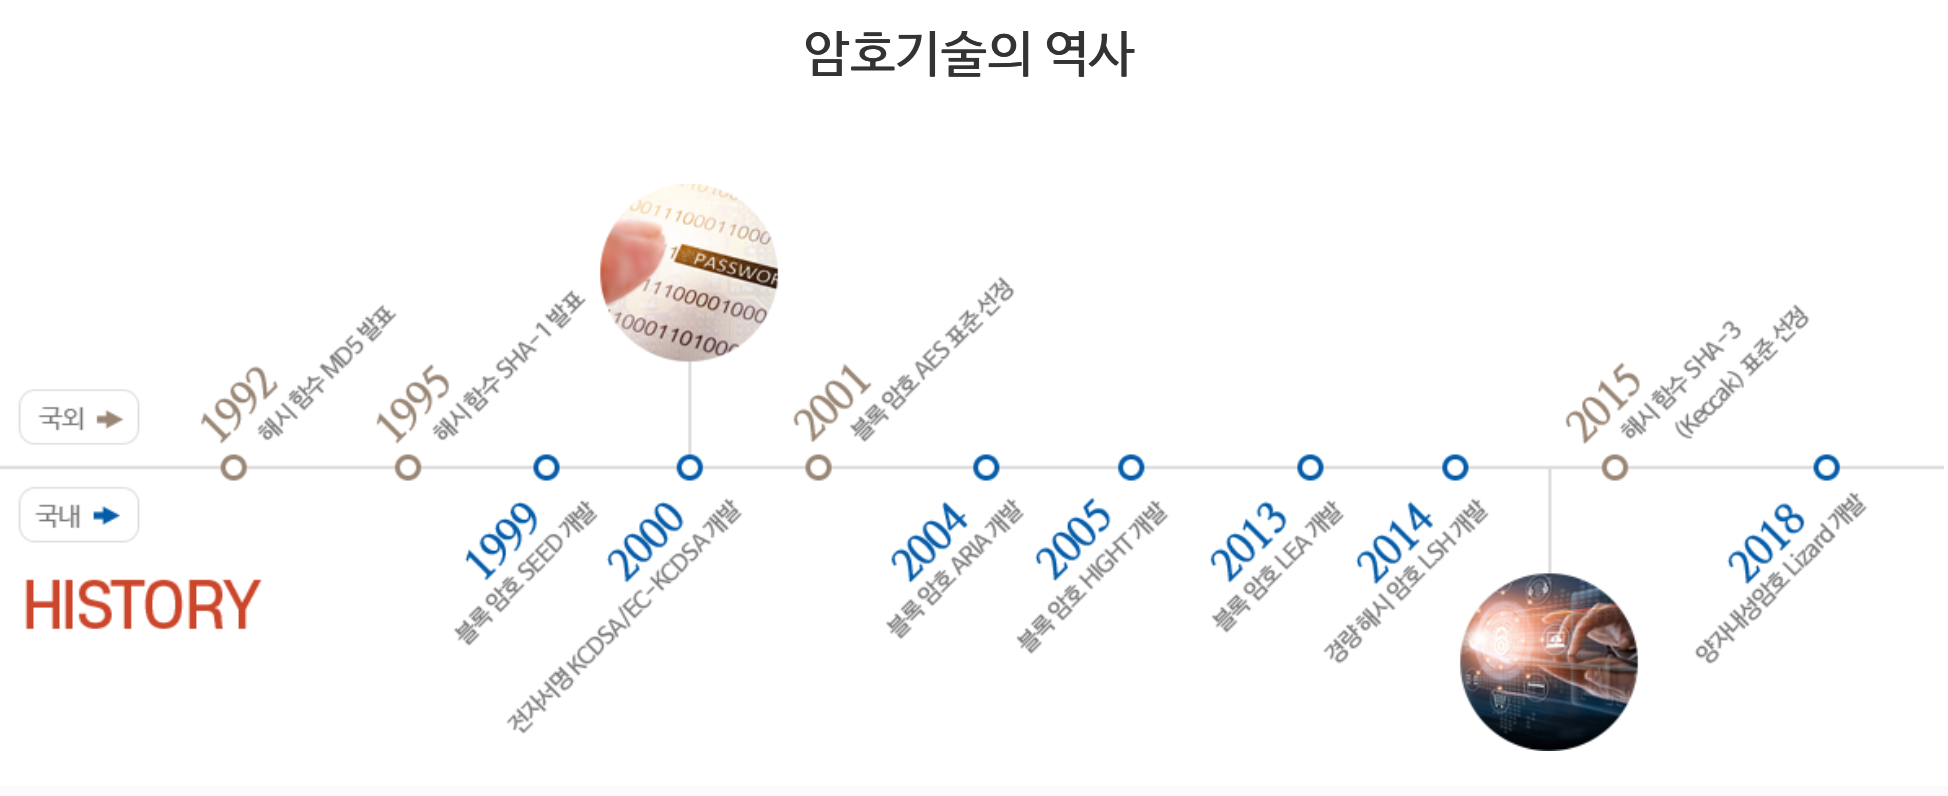 암호기술의 역사
국외
1992
해시 함수 MD5 발표
1995
해시 함수 SHA-1 발표
00111000110001
PASSWOR
11100001000
10001101000
2001
블록 암호 AES 표준 선정
2015
해시 함수 SHA-3
(Keccak) 표준 선정
국내
HISTORY
1999
블록 암호 SEED 개발
2000
전자서명 KCDSA/EC-KCDSA 개발
2004
블록 암호 ARIA 개발
2005
블록 암호 HIGHT 개발
2013
블록 암호 LEA 개발
2014
경량 해시 암호 LSH 개발
2018
양자내성암호 Lizard 개발